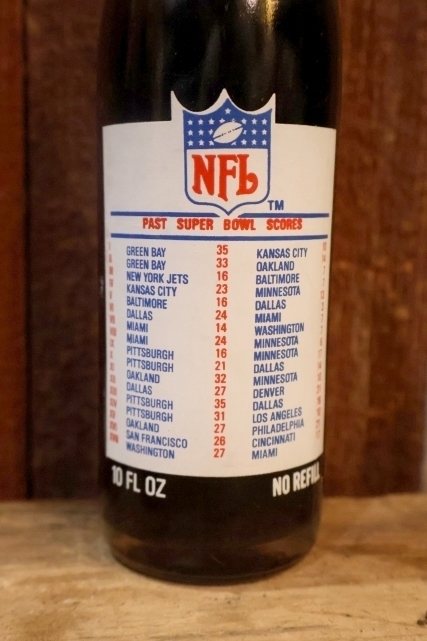 NFL
TM
PAST SUPER BOWL SCORES
GREEN BAY 35 KANSAS CITY
GREEN BAY 33 OAKLAND
NEW YORK JETS 16 BALTIMORE
KANSAS CITY 23 MINNESOTA
BALTIMORE 16 DALLAS
DALLAS 24 MIAMI
MIAMI 14 WASHINGTON
MIAMI 24 MINNESOTA
PITTSBURGH 16 MINNESOTA
PITTSBURGH 21 DALLAS
OAKLAND 32 MINNESOTA
DALLAS 27 DENVER
PITTSBURGH 35 DALLAS
PITTSBURGH 31 LOS ANGELES
OAKLAND 27 PHILADELPHIA
SAN FRANCISCO 26 CINCINNATI
WASHINGTON 27 MIAMI
10 FL OZ NO REFILL